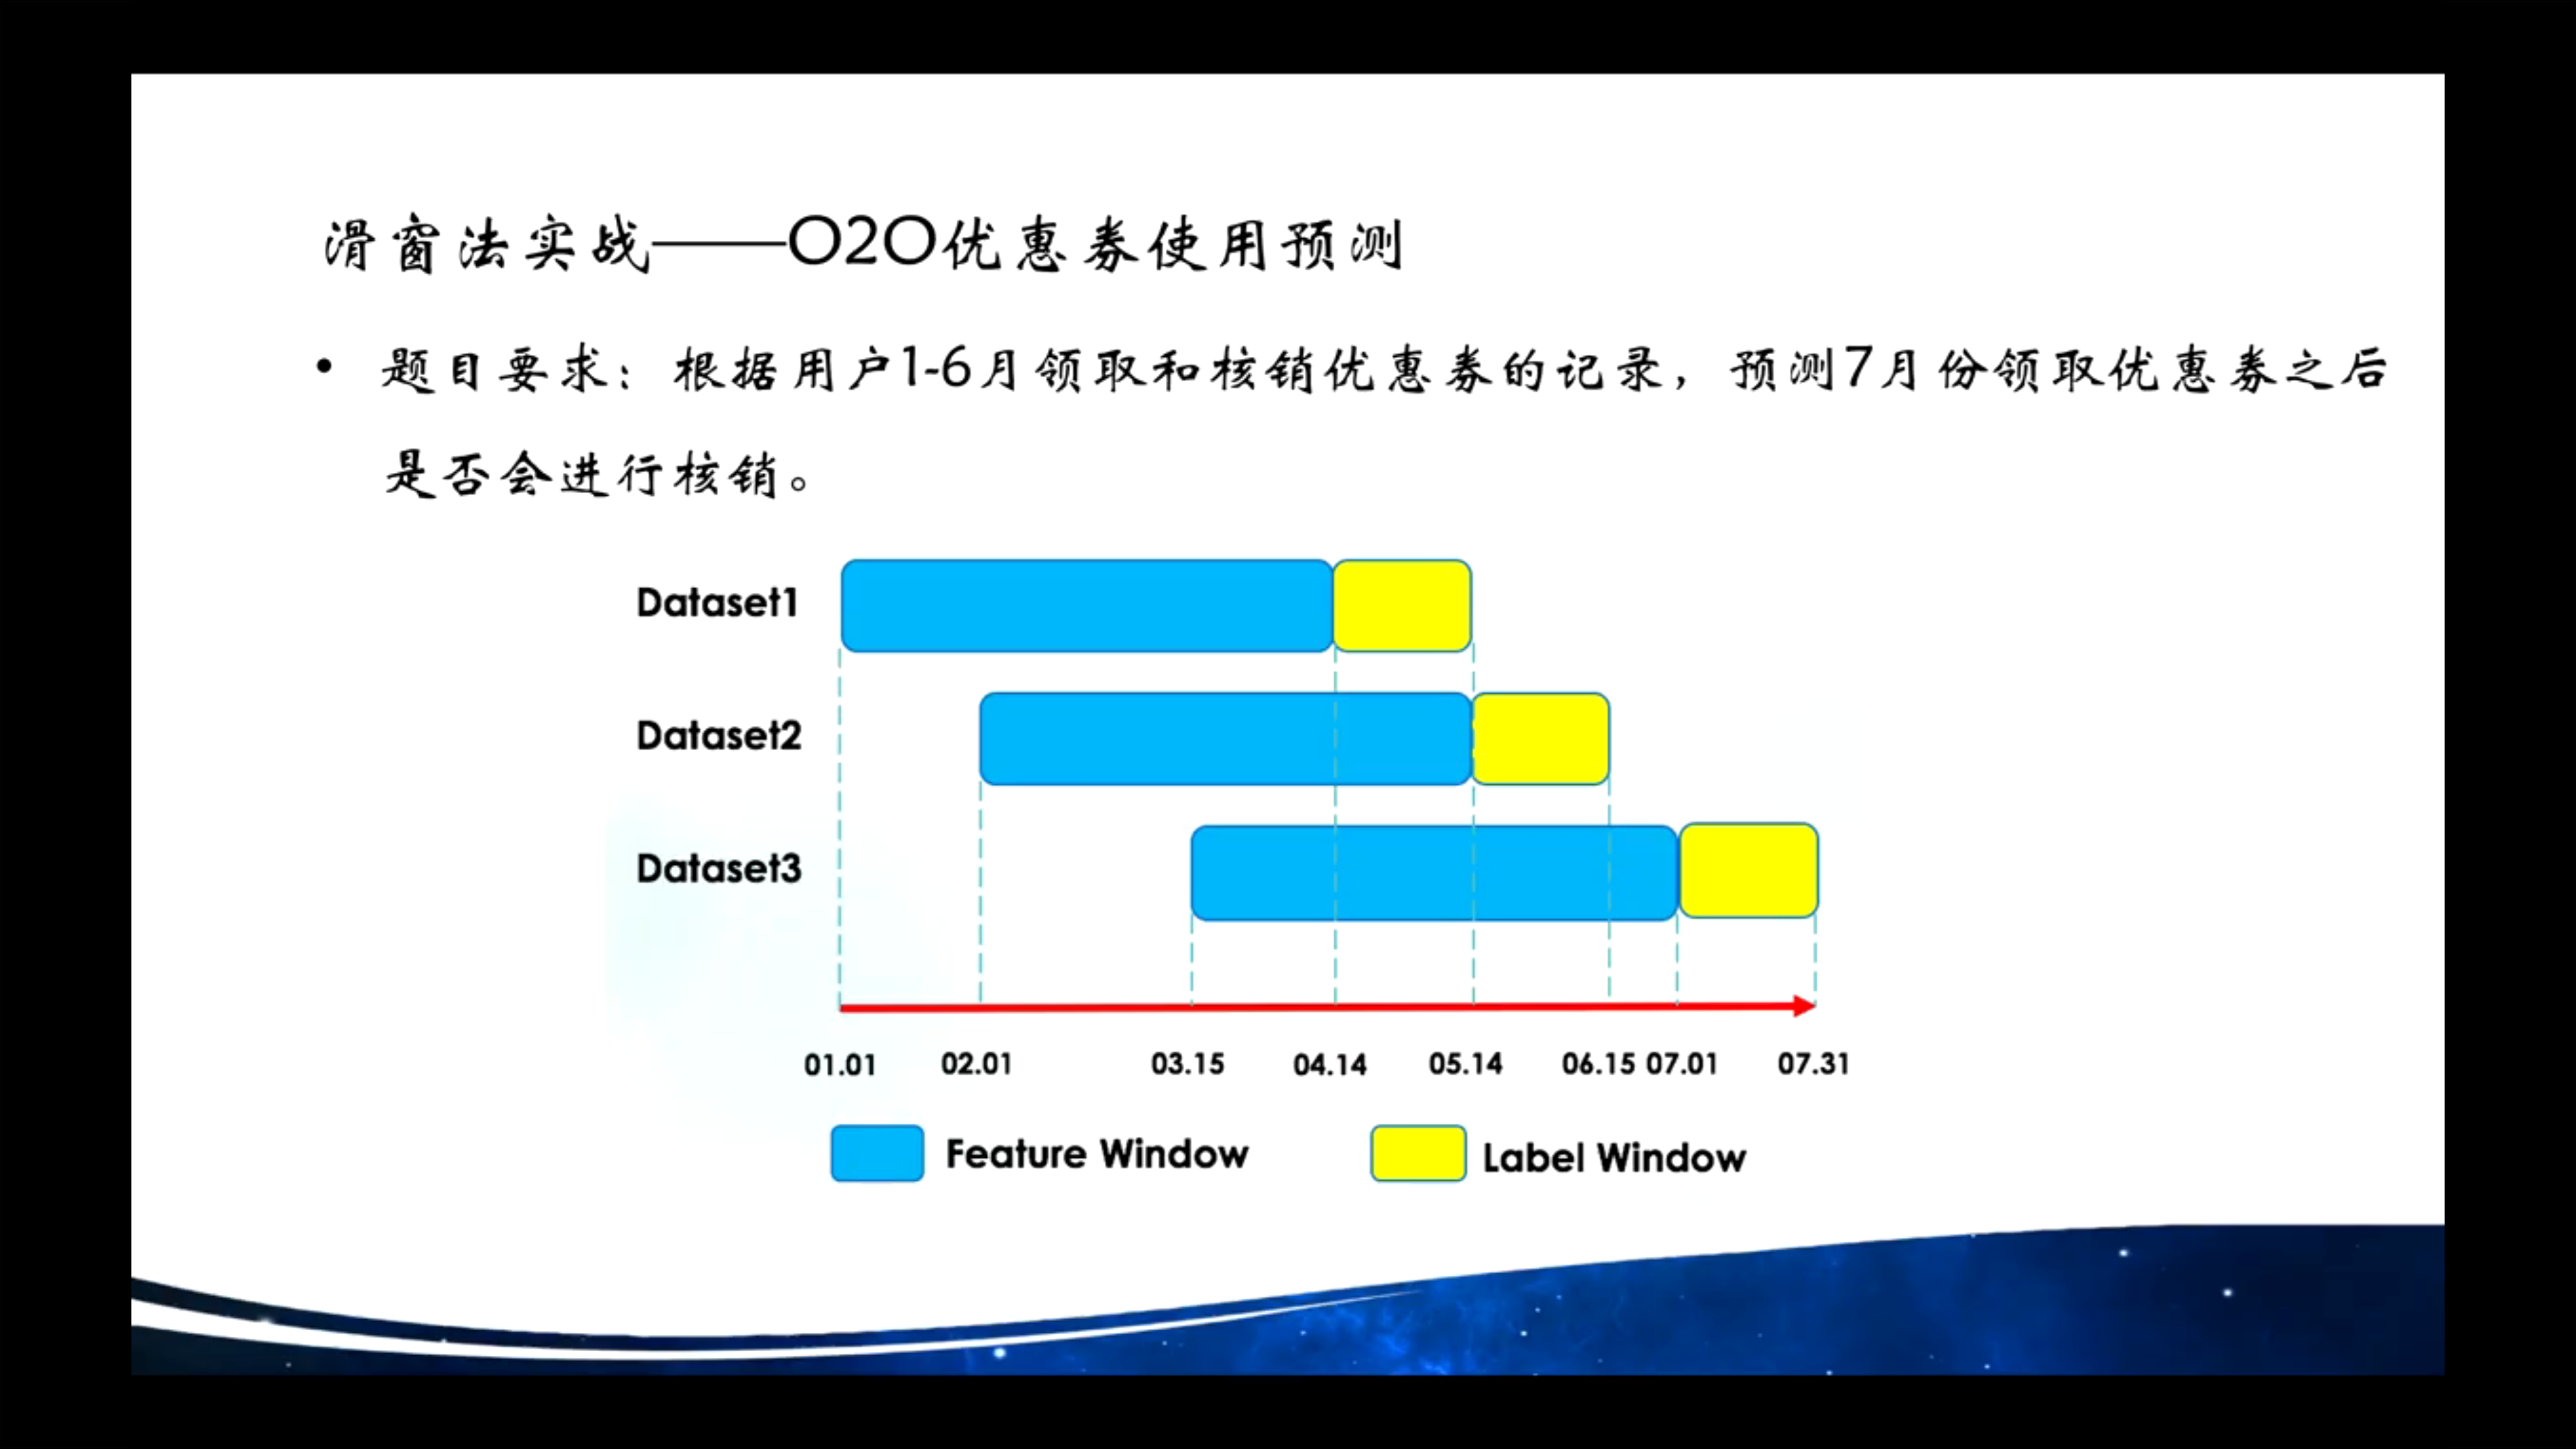 滑窗法实战——O2O优惠券使用预测
• 题目要求：根据用户1-6月领取和核销优惠券的记录，预测7月份领取优惠券之后
是否会进行核销。
Dataset1
Dataset2
Dataset3
01.01 02.01 03.15 04.14 05.14 06.15 07.01 07.31
Feature Window Label Window